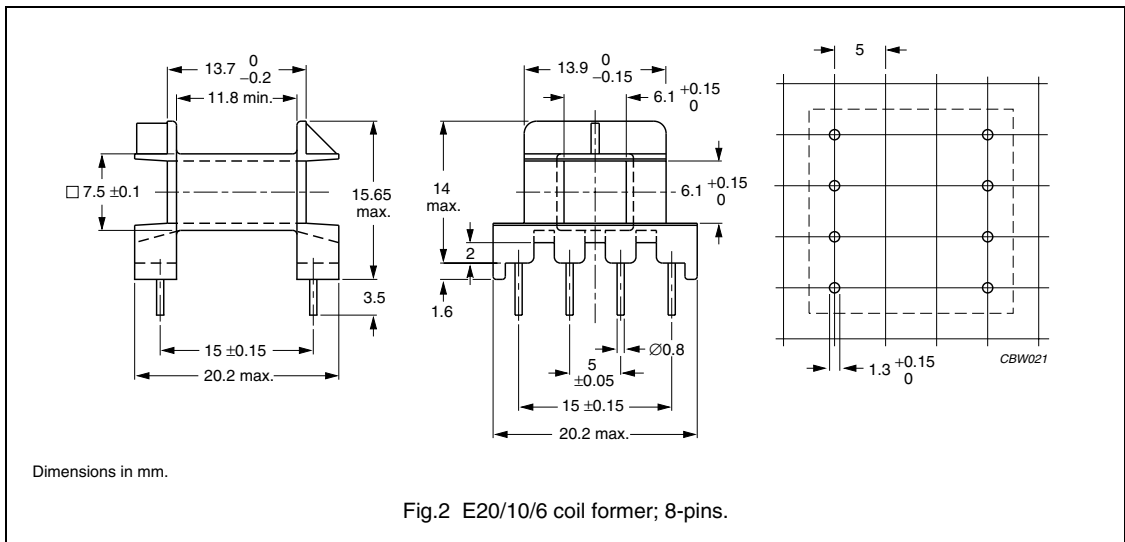 13.7 0 −0.2
11.8 min.
□ 7.5 ±0.1
15.65 max.
3.5
15 ±0.15
20.2 max.
13.9 0 −0.15
6.1 +0.15 0
14 max.
6.1 +0.15 0
2
1.6
Ø0.8
5 ±0.05
15 ±0.15
20.2 max.
5
1.3 +0.15 0
CBW021
Dimensions in mm.
Fig.2 E20/10/6 coil former; 8-pins.